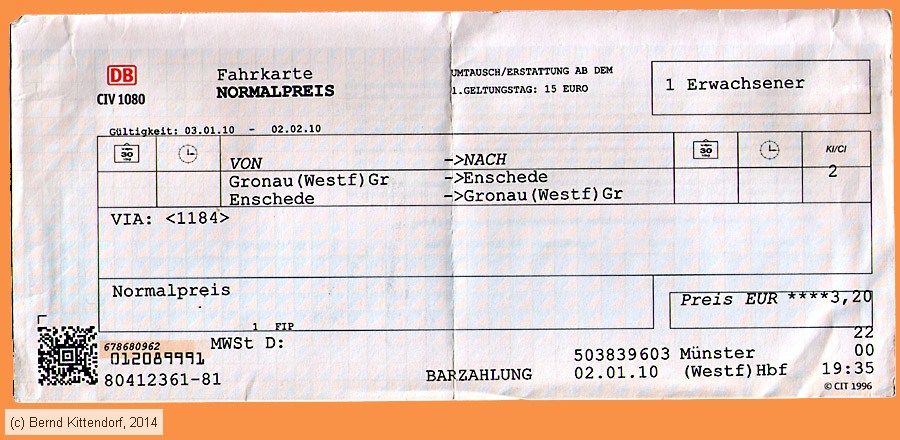 DB
CIV 1080
Fahrkarte
NORMALPREIS
UMTAUSCH/ERSTATTUNG AB DEM
1.GELTUNGSTAG: 15 EURO
1 Erwachsener
Gültigkeit: 03.01.10 - 02.02.10
30 VON ->NACH 30 Kl/Cl
Gronau(Westf)Gr ->Enschede 2
Enschede ->Gronau(Westf)Gr
VIA: <1184>
Normalpreis
Preis EUR ****3,20
1 FIP
22
678680962 MWSt D:
012089991 503839603 Münster 00
80412361-81 BARZAHLUNG 02.01.10 (Westf)Hbf 19:35
© CIT 1996
(c) Bernd Kittendorf, 2014